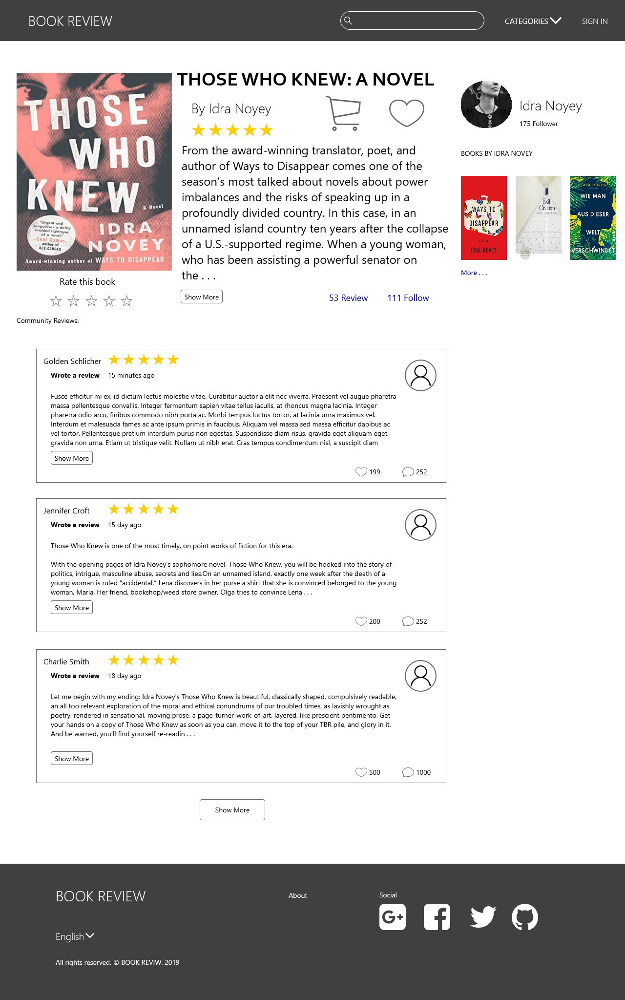 BOOK REVIEW
CATEGORIES
SIGN IN
THOSE WHO KNEW: A NOVEL
By Idra Noyey
THOSE
WHO
KNEW
A Novel
"Urgent and
propulsive– a deftly
braided tightrope
of a novel."
–Leni Zumas,
author of
RED CLOCKS
IDRA
NOVEY
Award-winning author of WAYS TO DISAPPEAR
From the award-winning translator, poet, and
author of Ways to Disappear comes one of the
season’s most talked about novels about power
imbalances and the risks of speaking up in a
profoundly divided country. In this case, in an
unnamed island country ten years after the collapse
of a U.S.-supported regime. When a young woman,
who has been assisting a powerful senator on
the . . .
Show More
53 Review
111 Follow
Rate this book
Idra Noyey
175 Follower
BOOKS BY IDRA NOVEY
WAYS TO
DISAPPEAR
A NOVEL
IDRA NOVEY
Exit,
Civilian
IDRA NOVEY
ROMAN
WIE MAN
AUS DIESER
WELT
VERSCHWINDET
More . . .
Community Reviews:
Golden Schlicher
Wrote a review
15 minutes ago
Fusce efficitur mi ex, id dictum lectus molestie vitae. Curabitur auctor a elit nec viverra. Praesent vel augue pharetra
massa pellentesque convallis. Integer fermentum sapien vitae tellus iaculis, at rhoncus magna lacinia. Integer
pharetra odio arcu, finibus commodo nibh porta ac. Morbi tempus luctus tortor, at lacinia urna maximus vel.
Interdum et malesuada fames ac ante ipsum primis in faucibus. Aliquam vel massa sed massa efficitur dapibus ac
vel tortor. Pellentesque pretium interdum purus non egestas. Suspendisse diam risus, gravida eget aliquam eget,
gravida non urna. Etiam ut tristique velit. Nullam ut nibh erat. Cras tempus condimentum nisl, a suscipit diam
Show More
199
252
Jennifer Croft
Wrote a review
15 day ago
Those Who Knew is one of the most timely, on point works of fiction for this era.
With the opening pages of Idra Novey’s sophomore novel, Those Who Knew, you will be hooked into the story of
politics, intrigue, masculine abuse, secrets and lies.On an unnamed island, exactly one week after the death of a
young woman is ruled “accidental,” Lena discovers in her purse a shirt that she is convinced belonged to the young
woman, Maria. Her friend, bookshop/weed store owner, Olga tries to convince Lena . . .
Show More
200
252
Charlie Smith
Wrote a review
18 day ago
Let me begin with my ending: Idra Novey's Those Who Knew is beautiful, classically shaped, compulsively readable,
an all too relevant exploration of the moral and ethical conundrums of our troubled times, as lavishly wrought as
poetry, rendered in sensational, moving prose, a page-turner-work-of-art, layered, like prescient pentimento. Get
your hands on a copy of Those Who Knew as soon as you can, move it to the top of your TBR pile, and glory in it.
And be warned, you'll find yourself re-readin . . .
Show More
500
1000
Show More
BOOK REVIEW
About
Social
English
All rights reserved. © BOOK REVIW. 2019